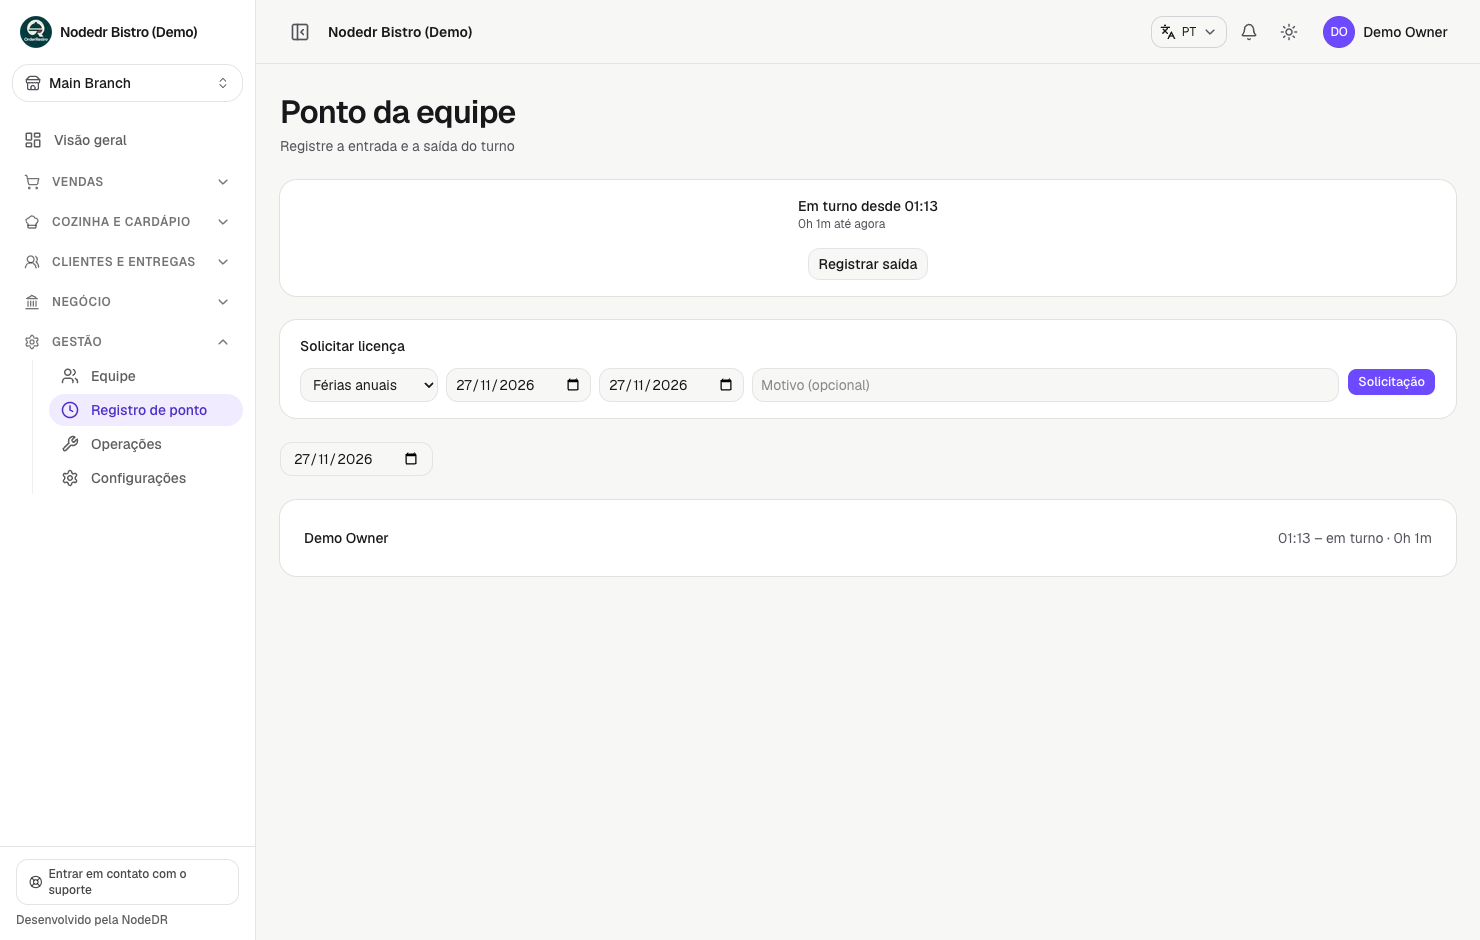 Nodedr Bistro (Demo)
Main Branch
Visão geral
VENDAS
COZINHA E CARDÁPIO
CLIENTES E ENTREGAS
NEGÓCIO
GESTÃO
Equipe
Registro de ponto
Operações
Configurações
Entrar em contato com o
suporte
Desenvolvido pela NodeDR
Nodedr Bistro (Demo)
PT
DO
Demo Owner
Ponto da equipe
Registre a entrada e a saída do turno
Em turno desde 01:13
0h 1m até agora
Registrar saída
Solicitar licença
Férias anuais
27/11/2026
27/11/2026
Motivo (opcional)
Solicitação
27/11/2026
Demo Owner
01:13 – em turno · 0h 1m